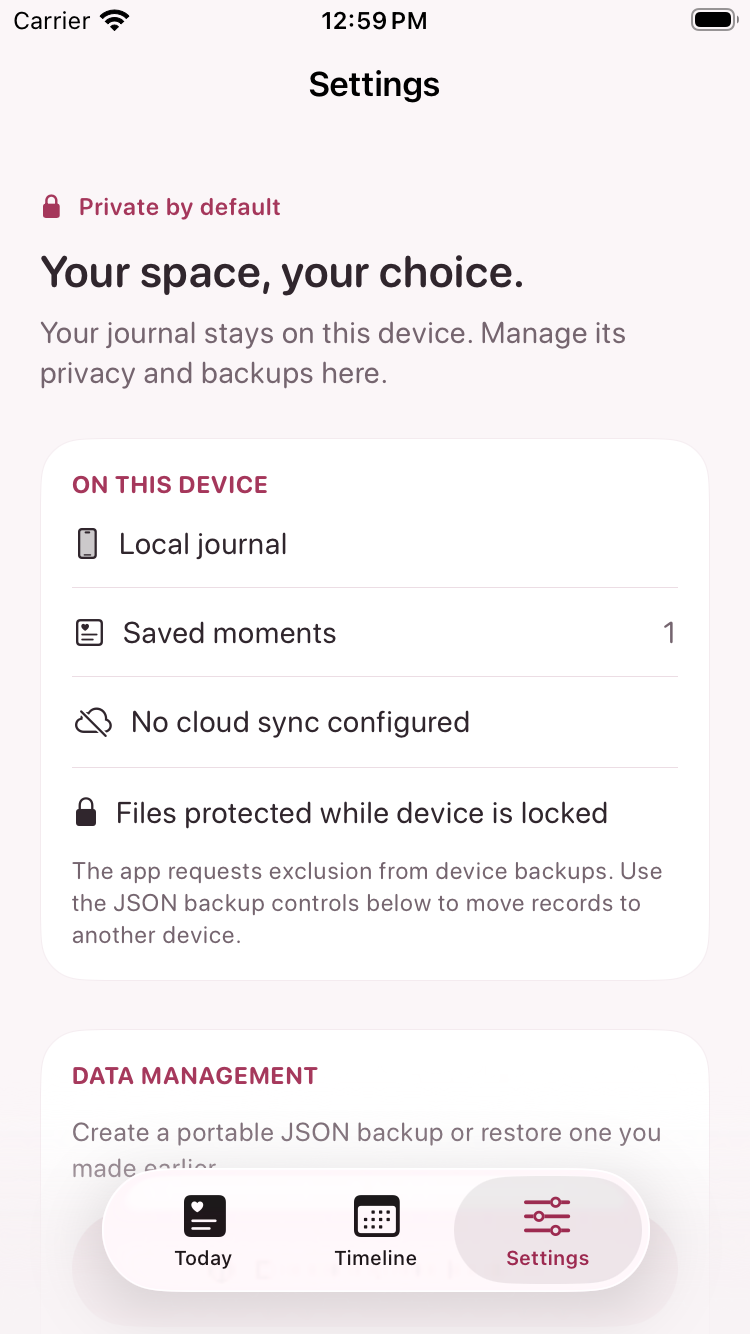 Carrier 12:59 PM
Settings
Private by default
Your space, your choice.
Your journal stays on this device. Manage its
privacy and backups here.
ON THIS DEVICE
Local journal
Saved moments 1
No cloud sync configured
Files protected while device is locked
The app requests exclusion from device backups. Use
the JSON backup controls below to move records to
another device.
DATA MANAGEMENT
Create a portable JSON backup or restore one you
made earlier.
Today Timeline Settings